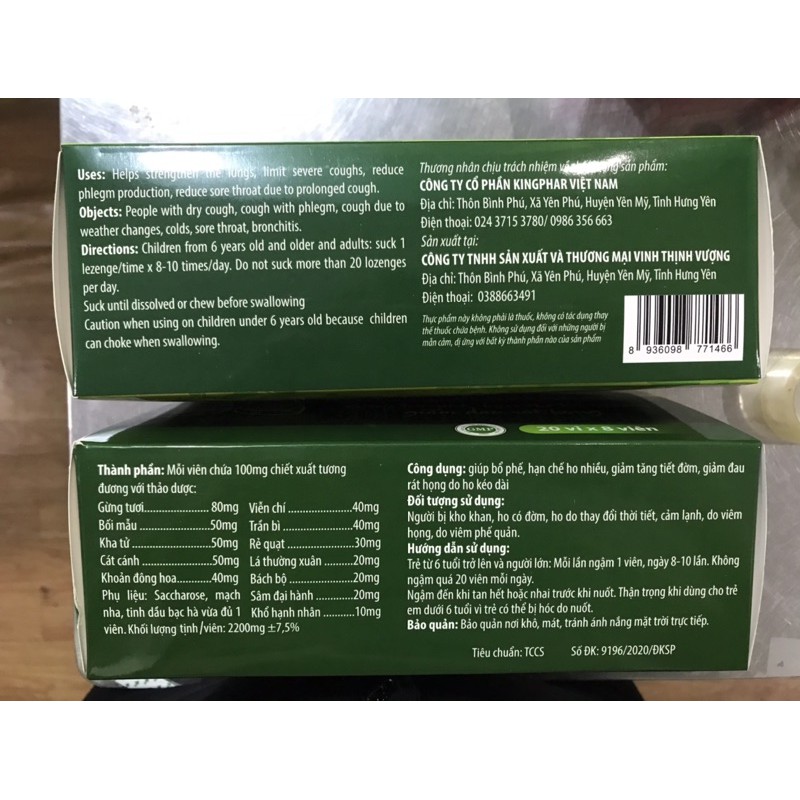 Uses: Helps strengthen the lungs, limit severe coughs, reduce
phlegm production, reduce sore throat due to prolonged cough.
Objects: People with dry cough, cough with phlegm, cough due to
weather changes, colds, sore throat, bronchitis.
Directions: Children from 6 years old and older and adults: suck 1
lezenge/time x 8-10 times/day. Do not suck more than 20 lozenges
per day.
Suck until dissolved or chew before swallowing
Caution when using on children under 6 years old because children
can choke when swallowing.
Thương nhân chịu trách nhiệm về lượng sản phẩm:
CÔNG TY CỔ PHẦN KINGPHAR VIỆT NAM
Địa chỉ: Thôn Bình Phú, Xã Yên Phú, Huyện Yên Mỹ, Tỉnh Hưng Yên
Điện thoại: 024 3715 3780/ 0986 356 663
Sản xuất tại:
CÔNG TY TNHH SẢN XUẤT VÀ THƯƠNG MẠI VINH THỊNH VƯỢNG
Địa chỉ: Thôn Bình Phú, Xã Yên Phú, Huyện Yên Mỹ, Tỉnh Hưng Yên
Điện thoại: 0388663491
Thực phẩm này không phải là thuốc, không có tác dụng thay
thế thuốc chữa bệnh. Không sử dụng đối với những người bị
mẫn cảm, dị ứng với bất kỳ thành phần nào của sản phẩm
8 936098 771466
GMP
20 vỉ x 8 viên
Thành phần: Mỗi viên chứa 100mg chiết xuất tương
đương với thảo dược:
Gừng tươi....................... 80mg
Bối mẫu ........................50mg
Kha tử ...........................50mg
Cát cánh ........................50mg
Khoản đông hoa............40mg
Phụ liệu: Saccharose, mạch
nha, tinh dầu bạc hà vừa đủ 1
viên. Khối lượng tịnh/viên: 2200mg ±7,5%
Viễn chí ......................40mg
Trần bì ........................40mg
Rẻ quạt .......................30mg
Lá thường xuân .........20mg
Bách bộ ......................20mg
Sâm đại hành .............20mg
Khổ hạnh nhân ...........10mg
Công dụng: giúp bổ phế, hạn chế ho nhiều, giảm tăng tiết đờm, giảm đau
rát họng do ho kéo dài
Đối tượng sử dụng:
Người bị ho khan, ho có đờm, ho do thay đổi thời tiết, cảm lạnh, do viêm
họng, do viêm phế quản.
Hướng dẫn sử dụng:
Trẻ từ 6 tuổi trở lên và người lớn: Mỗi lần ngậm 1 viên, ngày 8-10 lần. Không
ngậm quá 20 viên mỗi ngày.
Ngậm đến khi tan hết hoặc nhai trước khi nuốt. Thận trọng khi dùng cho trẻ
em dưới 6 tuổi vì trẻ có thể bị hóc do nuốt.
Bảo quản: Bảo quản nơi khô, mát, tránh ánh nắng mặt trời trực tiếp.
Tiêu chuẩn: TCCS Số ĐK: 9196/2020/ĐKSP